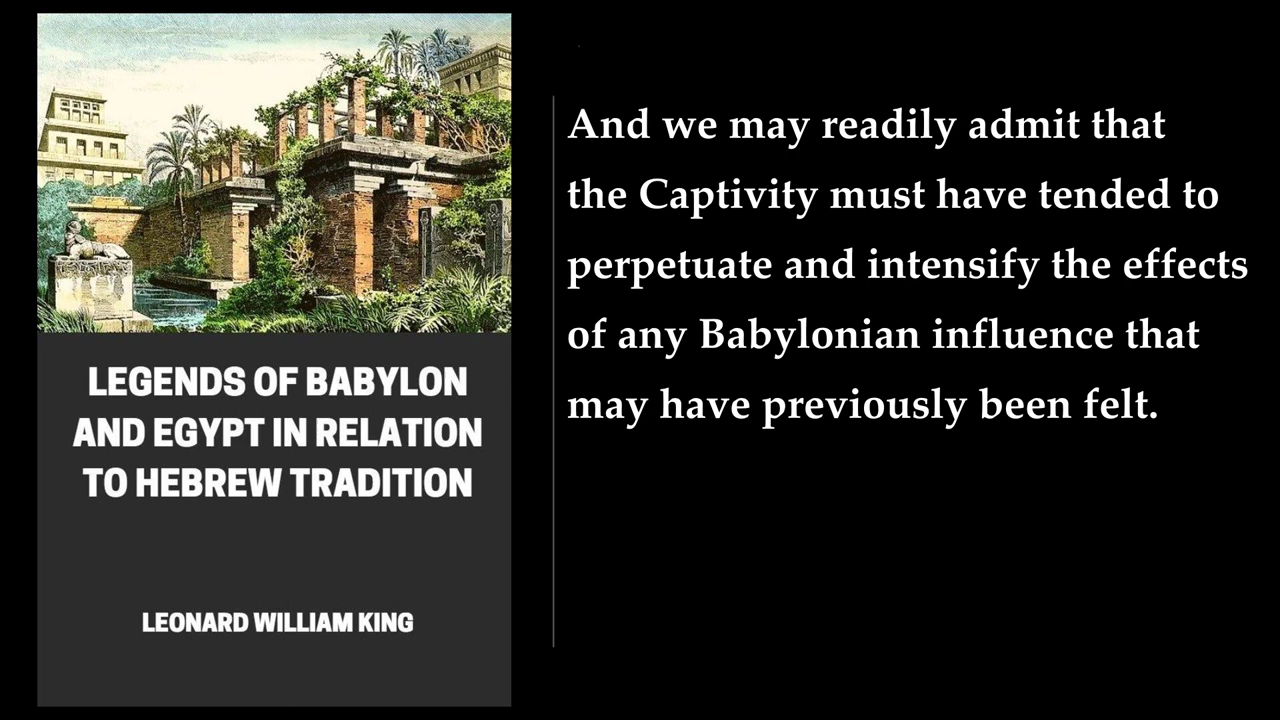 LEGENDS OF BABYLON
AND EGYPT IN RELATION
TO HEBREW TRADITION
LEONARD WILLIAM KING
And we may readily admit that
the Captivity must have tended to
perpetuate and intensify the effects
of any Babylonian influence that
may have previously been felt.